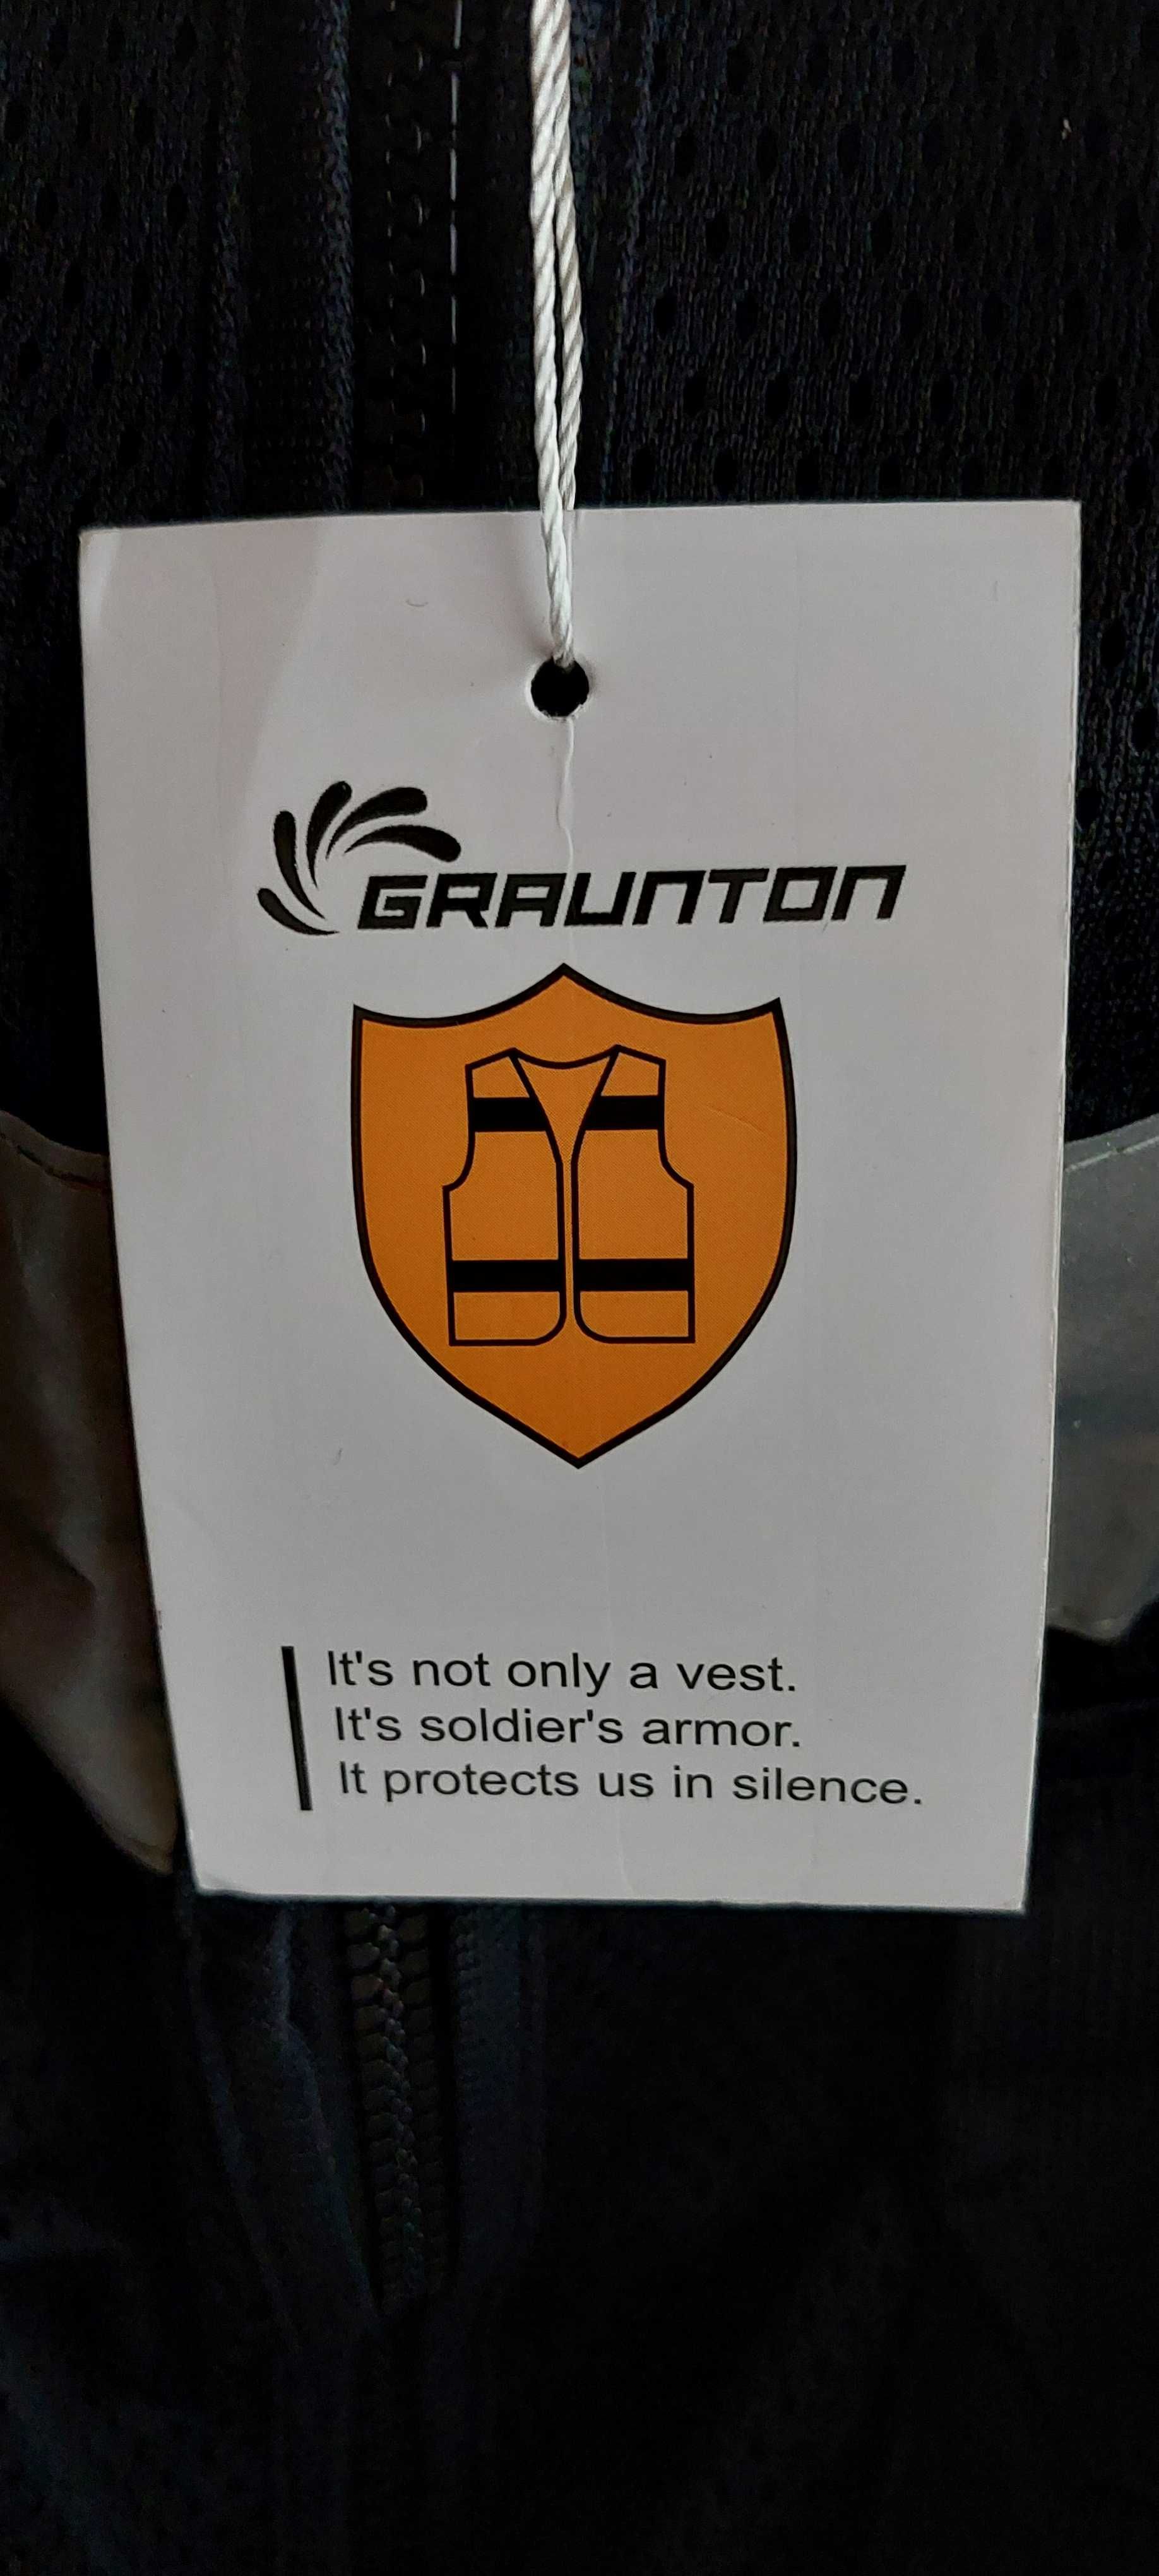 GRAUNTON
It's not only a vest.
It's soldier's armor.
It protects us in silence.